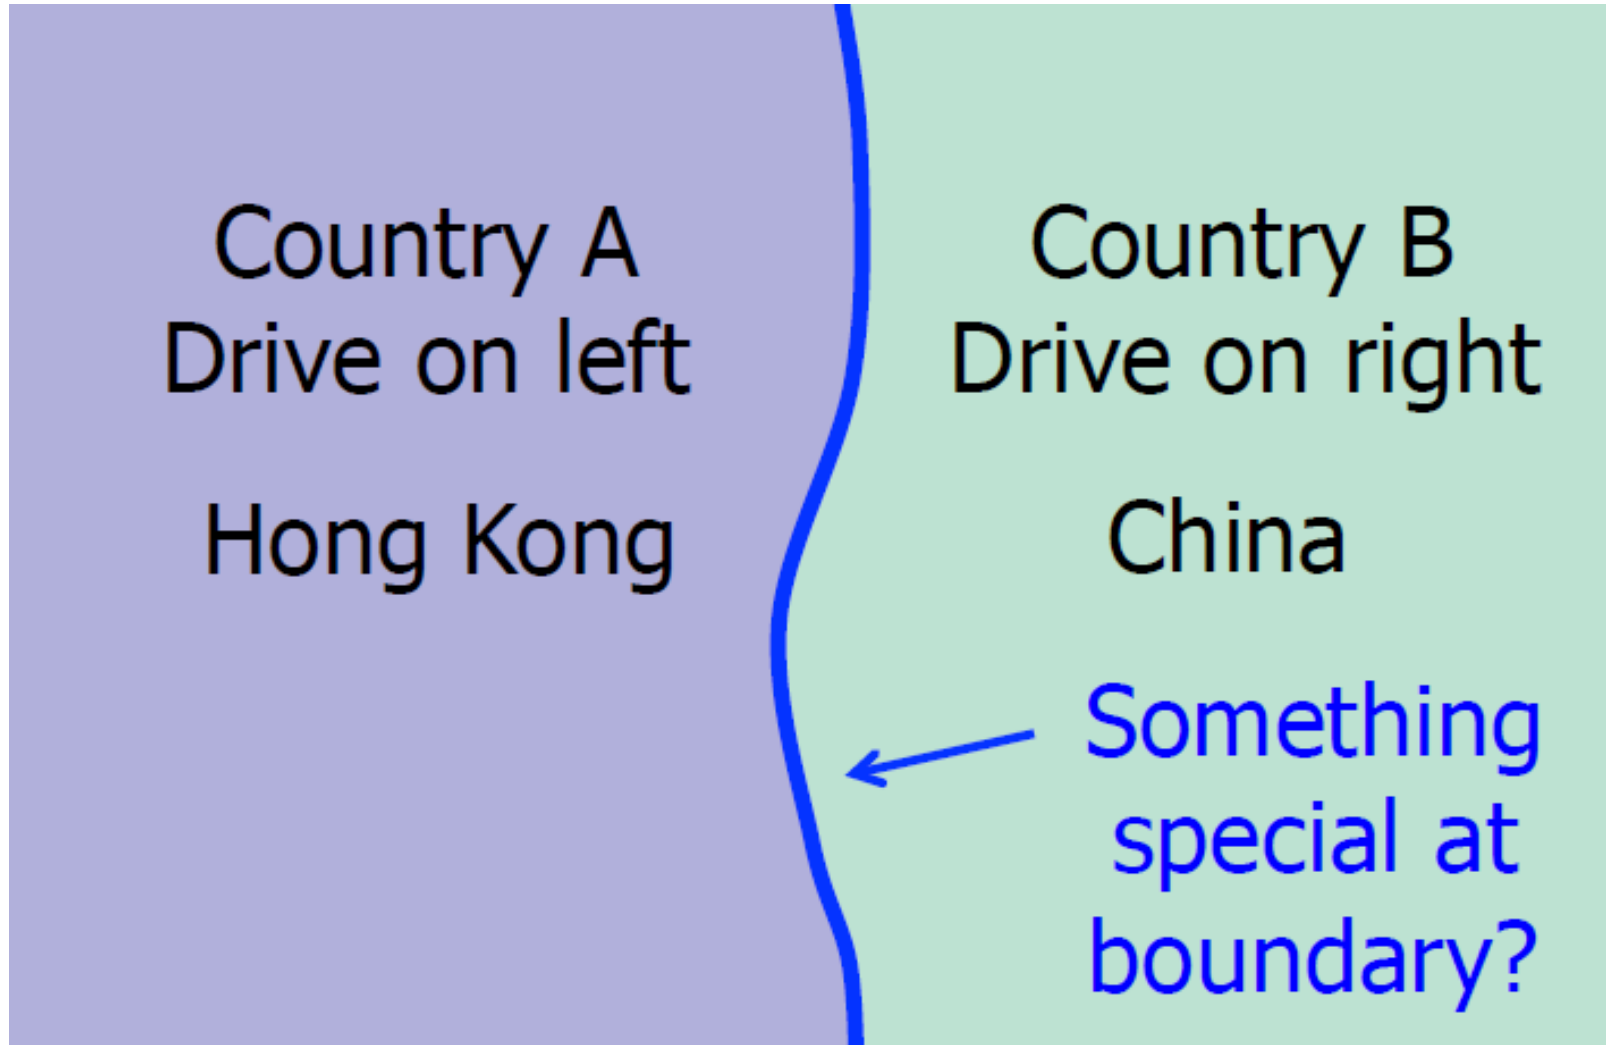 Country A
Drive on left
Hong Kong
Country B
Drive on right
China
Something
special at
boundary?